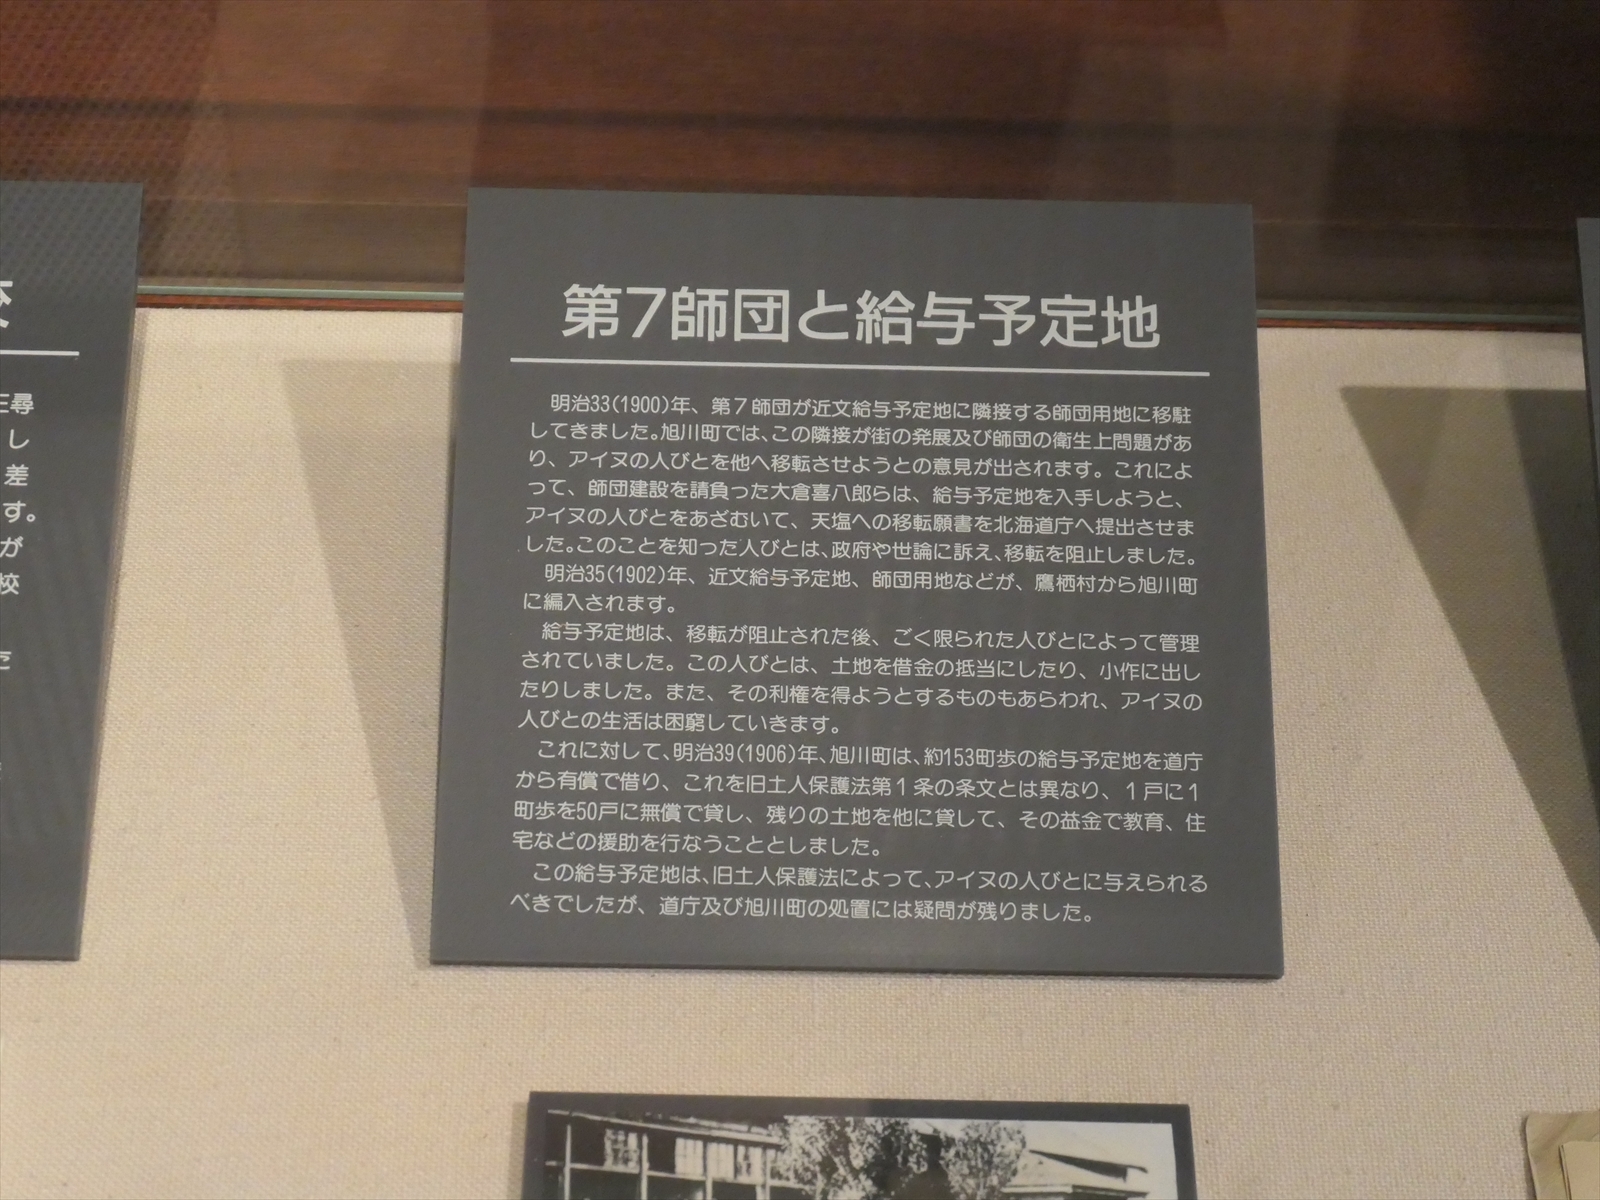 第7師団と給与予定地
明治33(1900)年、第７師団が近文給与予定地に隣接する師団用地に移駐
してきました。旭川町では、この隣接が街の発展及び師団の衛生上問題があ
り、アイヌの人びとを他へ移転させようとの意見が出されます。これによ
って、師団建設を請負った大倉喜八郎らは、給与予定地を入手しようと、
アイヌの人びとをあざむいて、天塩への移転願書を北海道庁へ提出させま
した。このことを知った人びとは、政府や世論に訴え、移転を阻止しました。
明治35(1902)年、近文給与予定地、師団用地などが、鷹栖村から旭川町
に編入されます。
給与予定地は、移転が阻止された後、ごく限られた人びとによって管理
されていました。この人びとは、土地を借金の抵当にしたり、小作に出し
たりしました。また、その利権を得ようとするものもあらわれ、アイヌの
人びとの生活は困窮していきます。
これに対して、明治39(1906)年、旭川町は、約153町歩の給与予定地を道庁
から有償で借り、これを旧土人保護法第１条の条文とは異なり、１戸に１
町歩を50戸に無償で貸し、残りの土地を他に貸して、その益金で教育、住
宅などの援助を行なうこととしました。
この給与予定地は、旧土人保護法によって、アイヌの人びとに与えられる
べきでしたが、道庁及び旭川町の処置には疑問が残りました。
尋
し
差
す。
が
校